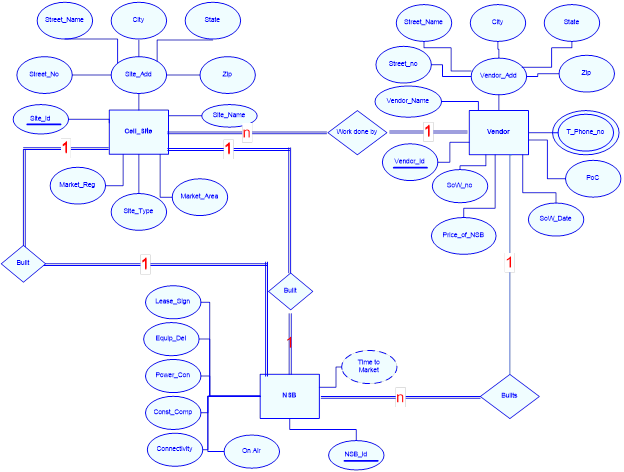 Street_Name
City
State
Street_Name
City
State
Street_No
Site_Add
Zip
Street_no
Vendor_Add
Zip
Vendor_Name
Site_Id
Site_Name
Cell_Site
n
Work done by
1
Vendor
T_Phone_no
1
1
Vendor_Id
Market_Reg
Market_Area
SoW_no
PoC
Site_Type
SoW_Date
Price_of_NSB
Built
1
1
Built
Lease_Sign
Equip_Del
1
Time to
Market
Power_Con
NSB
n
Builts
Const_Comp
Connectivity
On Air
NSB_Id